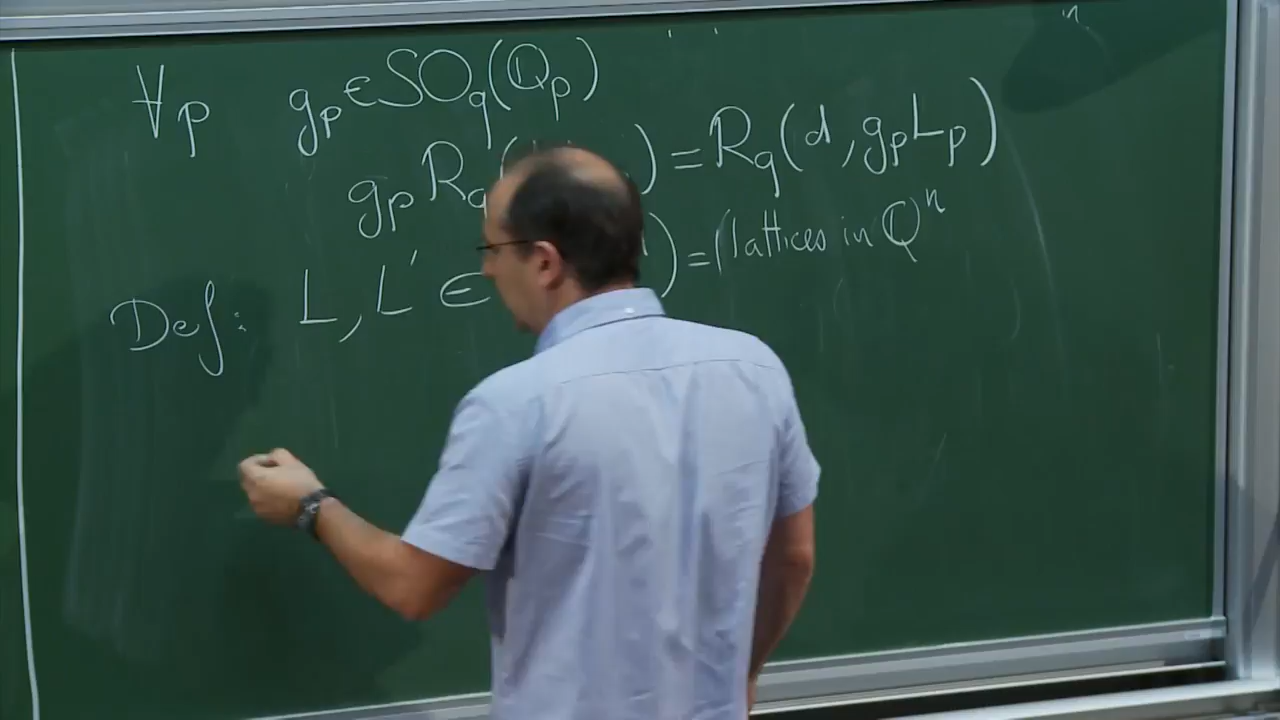 ∀p g_p ∈ SO_q(Q_p)
g_p R_q( ) = R_q(d, g_p L_p)
Def: L, L' ∈ ) = (lattices in Q^n
n